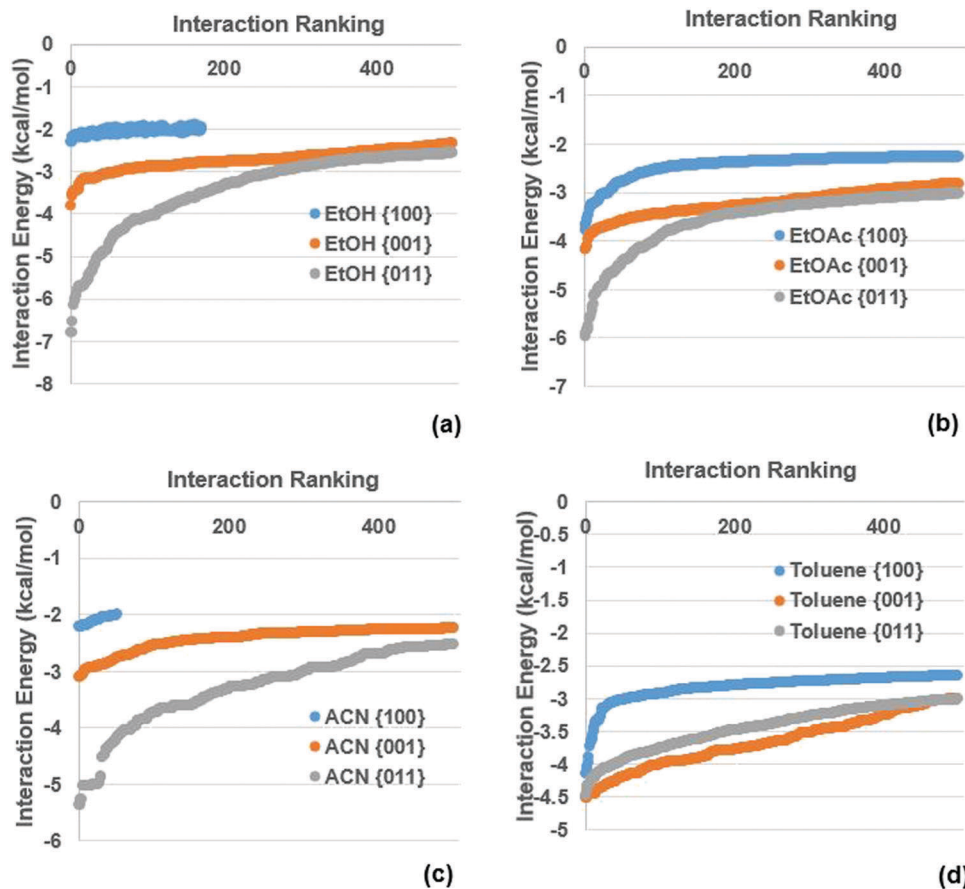 Interaction Ranking
0
0
200
400
-1
-2
-3
-4
-5
-6
-7
-8
Interaction Energy (kcal/mol)
EtOH {100}
EtOH {001}
EtOH {011}
(a)
Interaction Ranking
0
0
200
400
-1
-2
-3
-4
-5
-6
-7
Interaction Energy (kcal/mol)
EtOAc {100}
EtOAc {001}
EtOAc {011}
(b)
Interaction Ranking
0
0
200
400
-1
-2
-3
-4
-5
-6
Interaction Energy (kcal/mol)
ACN {100}
ACN {001}
ACN {011}
(c)
Interaction Ranking
0
0
200
400
-0.5
-1
-1.5
-2
-2.5
-3
-3.5
-4
-4.5
-5
Interaction Energy (kcal/mol)
Toluene {100}
Toluene {001}
Toluene {011}
(d)